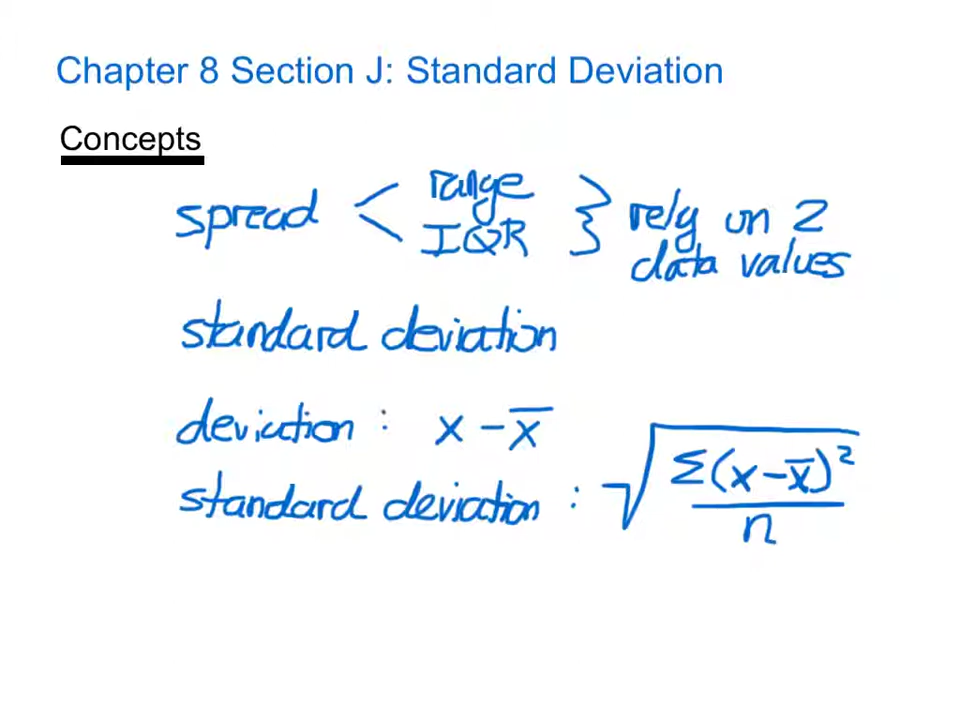 Chapter 8 Section J: Standard Deviation
Concepts
spread < range IQR } rely on 2 data values
standard deviation
deviation : x - x̄
standard deviation : √(Σ(x-x̄)²/n)